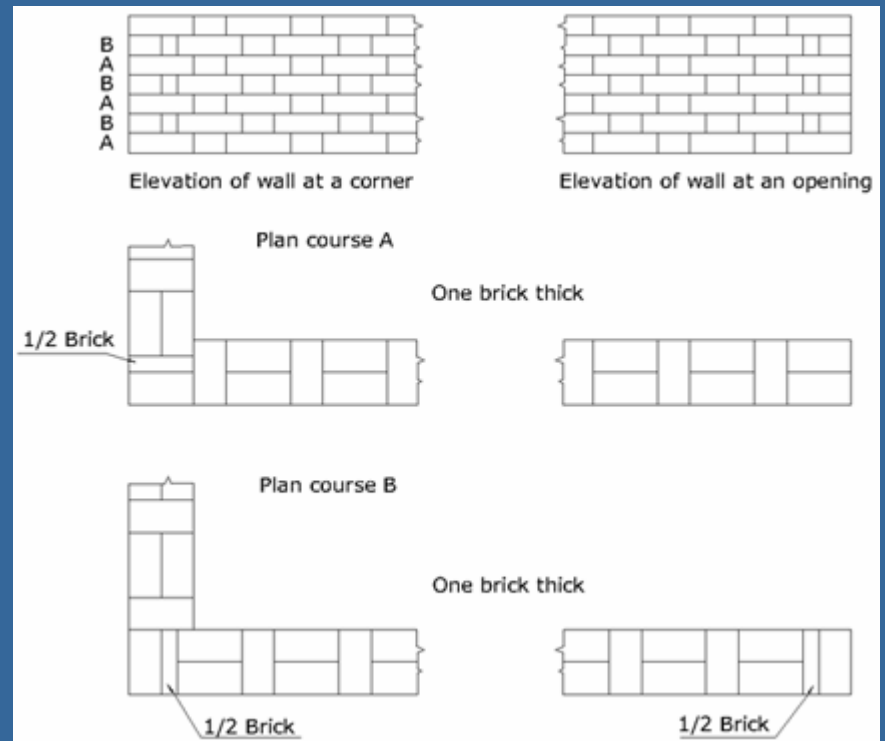 B
A
B
A
B
A
Elevation of wall at a corner
Elevation of wall at an opening
Plan course A
One brick thick
1/2 Brick
Plan course B
One brick thick
1/2 Brick
1/2 Brick